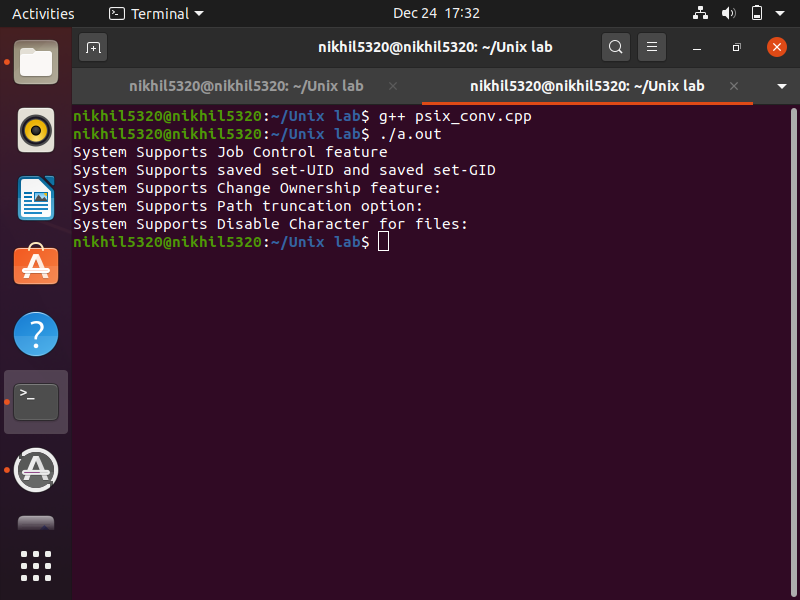 Activities Terminal Dec 24 17:32
nikhil5320@nikhil5320: ~/Unix lab
nikhil5320@nikhil5320: ~/Unix lab nikhil5320@nikhil5320: ~/Unix lab
nikhil5320@nikhil5320:~/Unix lab$ g++ psix_conv.cpp
nikhil5320@nikhil5320:~/Unix lab$ ./a.out
System Supports Job Control feature
System Supports saved set-UID and saved set-GID
System Supports Change Ownership feature:
System Supports Path truncation option:
System Supports Disable Character for files:
nikhil5320@nikhil5320:~/Unix lab$